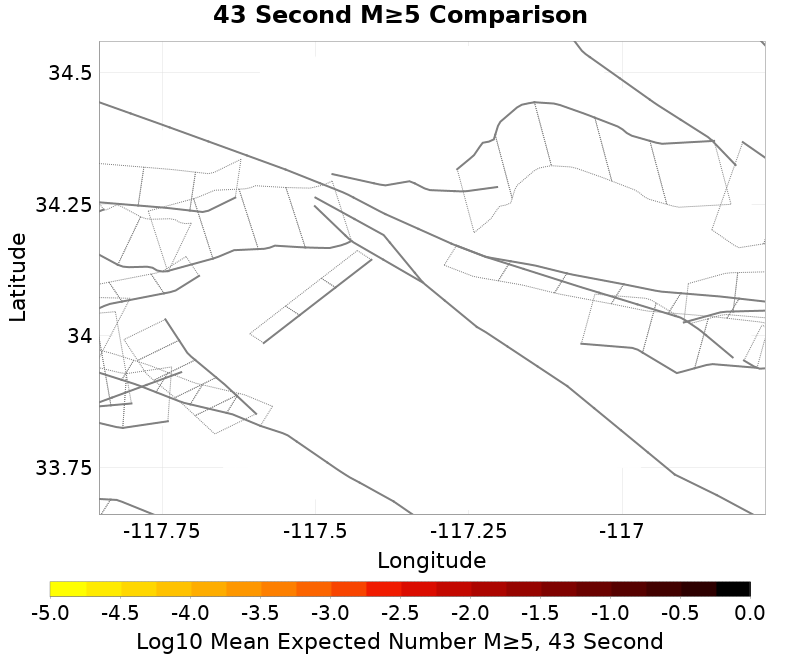 43 Second M≥5 Comparison
34.5
34.25
34
33.75
Latitude
-117.75 -117.5 -117.25 -117
Longitude
-5.0 -4.5 -4.0 -3.5 -3.0 -2.5 -2.0 -1.5 -1.0 -0.5 0.0
Log10 Mean Expected Number M≥5, 43 Second